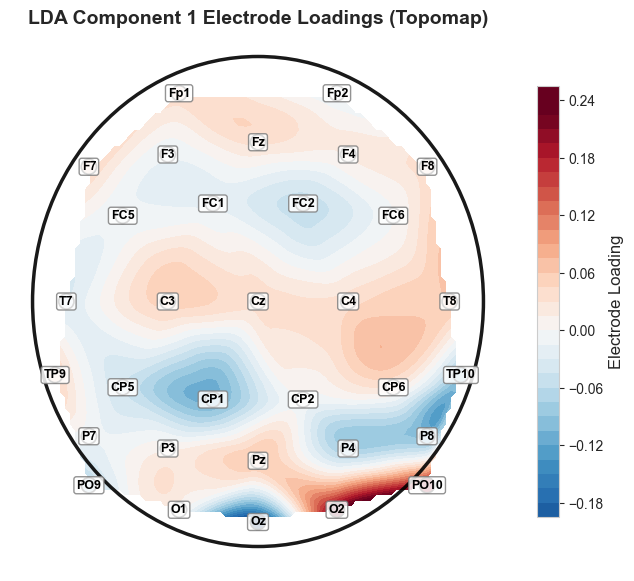 LDA Component 1 Electrode Loadings (Topomap)
Fp1 Fp2
Fz
F3 F4
F7 F8
FC1 FC2
FC5 FC6
T7 C3 Cz C4 T8
TP9 TP10
CP5 CP6
CP1 CP2
P7 P8
P3 P4
Pz
PO9 PO10
O1 O2
Oz
0.24
0.18
0.12
0.06
0.00
−0.06
−0.12
−0.18
Electrode Loading